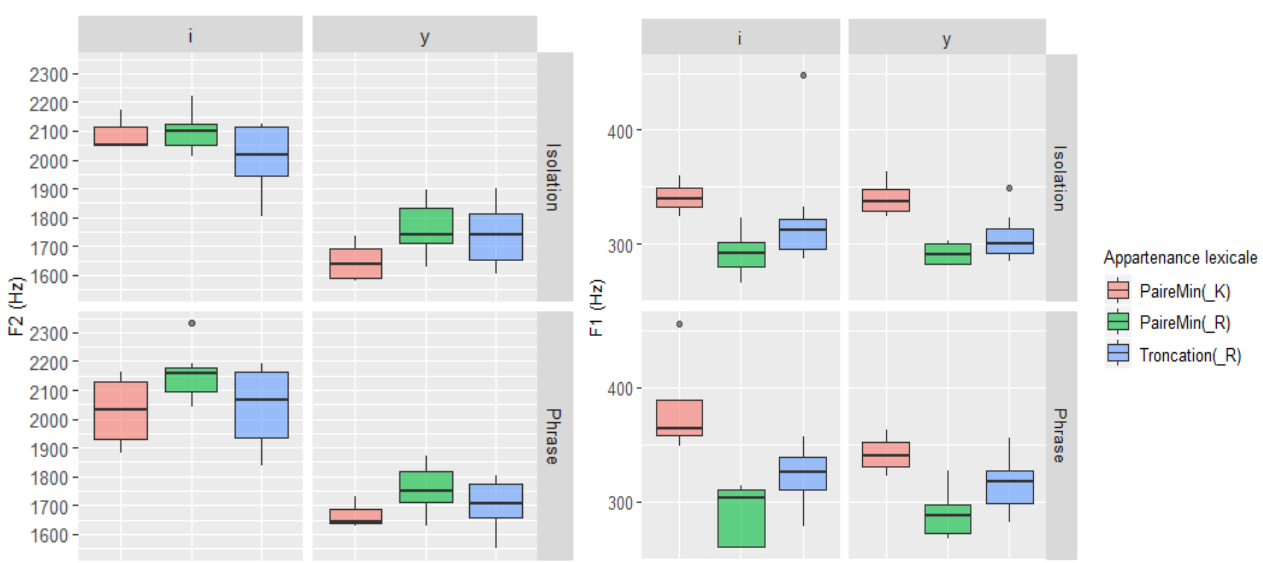 i
y
2300
2200
2100
2000
1900
1800
1700
1600
Isolation
2300
2200
2100
2000
1900
1800
1700
1600
Phrase
F2 (Hz)
i
y
400
300
Isolation
400
300
Phrase
F1 (Hz)
Appartenance lexicale
PaireMin(_K)
PaireMin(_R)
Troncation(_R)